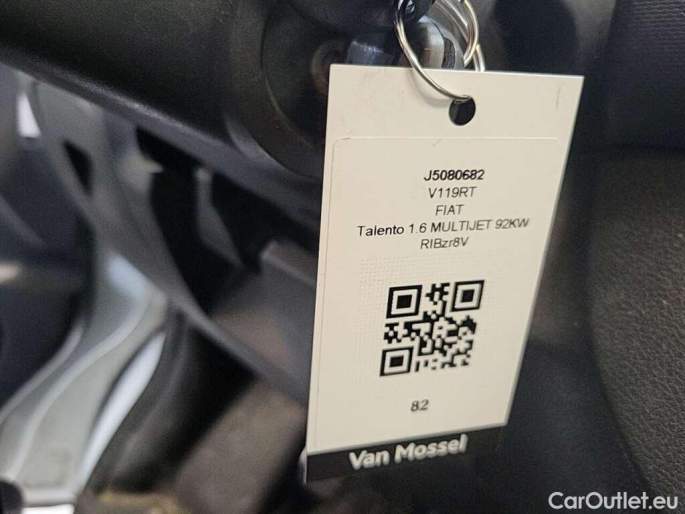 J5080682
V119RT
FIAT
Talento 1.6 MULTIJET 92KW
RIBzr8V
82
Van Mossel
CarOutlet.eu